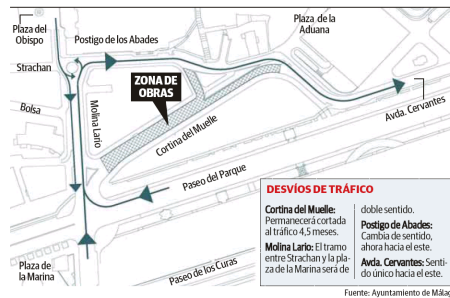 Plaza del
Obispo
Postigo de los Abades
Plaza de la
Aduana
Strachan
ZONA DE
OBRAS
Bolsa
Molina Lario
Cortina del Muelle
Avda. Cervantes
Paseo del Parque
Plaza de
la Marina
Paseo de los Curas
DESVÍOS DE TRÁFICO
Cortina del Muelle:
Permanecerá cortada
al tráfico 4,5 meses.
Molina Lario: El tramo
entre Strachan y la pla-
za de la Marina será de
doble sentido.
Postigo de Abades:
Cambia de sentido,
ahora hacia el este.
Avda. Cervantes: Senti-
do único hacia el este.
Fuente: Ayuntamiento de Málag